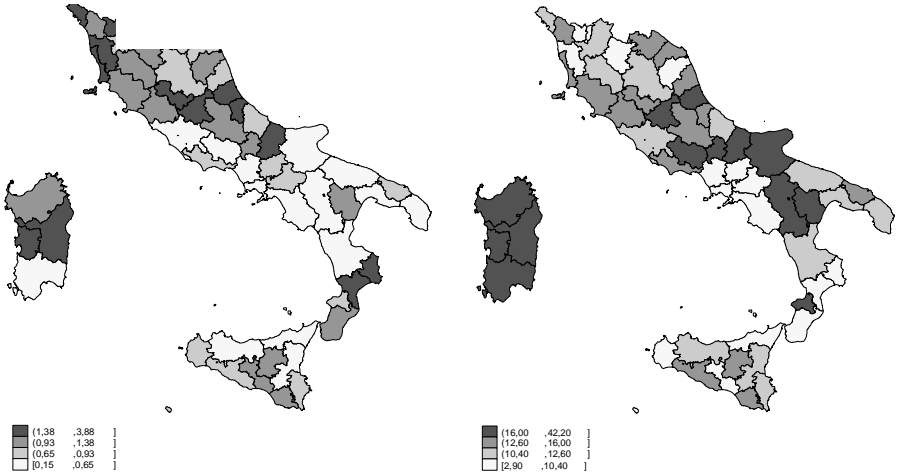 (1,38 ,3,88 ]
(0,93 ,1,38 ]
(0,65 ,0,93 ]
[0,15 ,0,65 ]
(16,00 ,42,20 ]
(12,60 ,16,00 ]
(10,40 ,12,60 ]
[2,90 ,10,40 ]